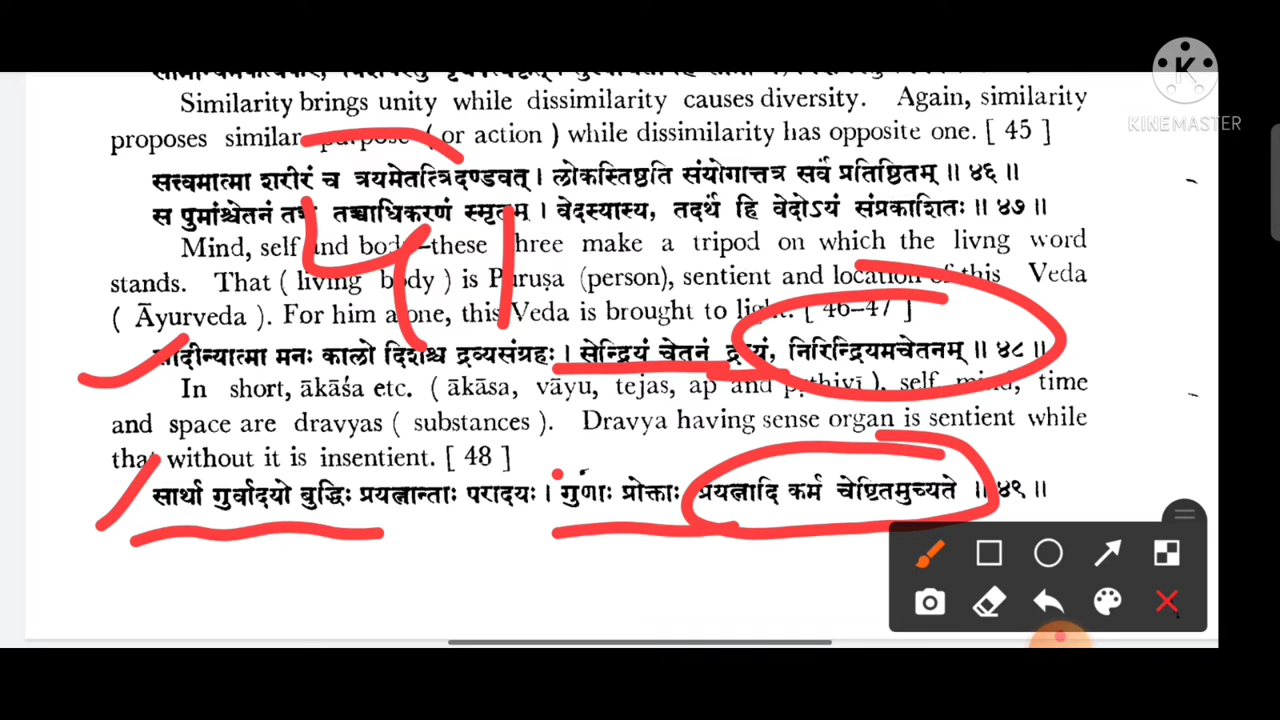 KINEMASTER
Similarity brings unity while dissimilarity causes diversity. Again, similarity
proposes similar purpose ( or action ) while dissimilarity has opposite one. [ 45 ]
सत्त्वमात्मा शरीरं च त्रयमेतत्त्रिदण्डवत् । लोकस्तिष्ठति संयोगात्तत्र सर्वं प्रतिष्ठितम् ॥ ४६ ॥
स पुमांश्चेतनं तच्च तच्चाधिकरणं स्मृतम् । वेदस्यास्य, तदर्थं हि वेदोऽयं संप्रकाशितः ॥ ४७ ॥
Mind, self and body—these three make a tripod on which the livng word
stands. That ( living body ) is Puruṣa (person), sentient and location of this Veda
( Āyurveda ). For him alone, this Veda is brought to light. [ 46–47 ]
खादीन्यात्मा मनः कालो दिशश्च द्रव्यसंग्रहः । सेन्द्रियं चेतनं द्रव्यं, निरिन्द्रियमचेतनम् ॥ ४८ ॥
In short, ākāśa etc. ( ākāsa, vāyu, tejas, ap and pṛthivī ), self, mind, time
and space are dravyas ( substances ). Dravya having sense organ is sentient while
that without it is insentient. [ 48 ]
सार्था गुर्वादयो बुद्धिः प्रयत्नान्ताः परादयः । गुणाः प्रोक्ताः प्रयत्नादि कर्म चेष्टितमुच्यते ॥ ४९ ॥